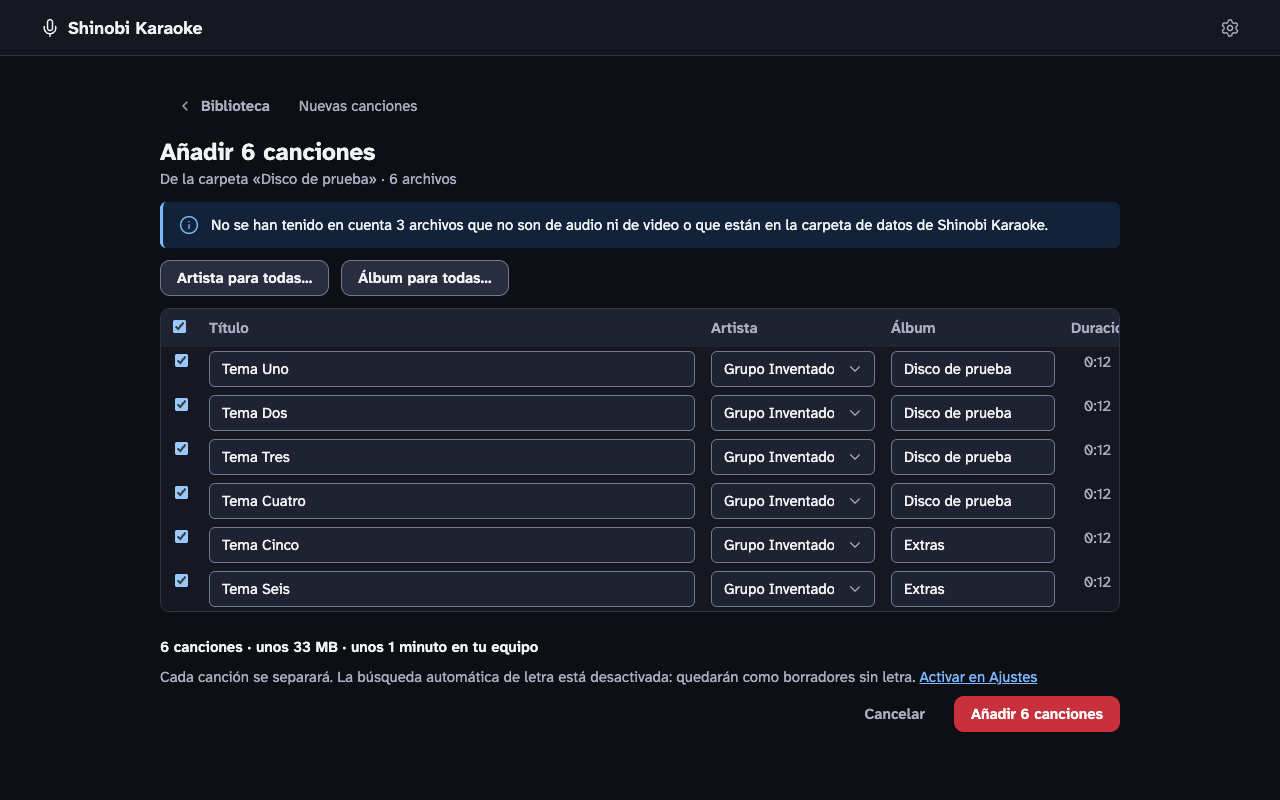 Shinobi Karaoke
Biblioteca Nuevas canciones
Añadir 6 canciones
De la carpeta «Disco de prueba» · 6 archivos
No se han tenido en cuenta 3 archivos que no son de audio ni de video o que están en la carpeta de datos de Shinobi Karaoke.
Artista para todas... Álbum para todas...
Título Artista Álbum Duració
Tema Uno Grupo Inventado Disco de prueba 0:12
Tema Dos Grupo Inventado Disco de prueba 0:12
Tema Tres Grupo Inventado Disco de prueba 0:12
Tema Cuatro Grupo Inventado Disco de prueba 0:12
Tema Cinco Grupo Inventado Extras 0:12
Tema Seis Grupo Inventado Extras 0:12
6 canciones · unos 33 MB · unos 1 minuto en tu equipo
Cada canción se separará. La búsqueda automática de letra está desactivada: quedarán como borradores sin letra. Activar en Ajustes
Cancelar Añadir 6 canciones